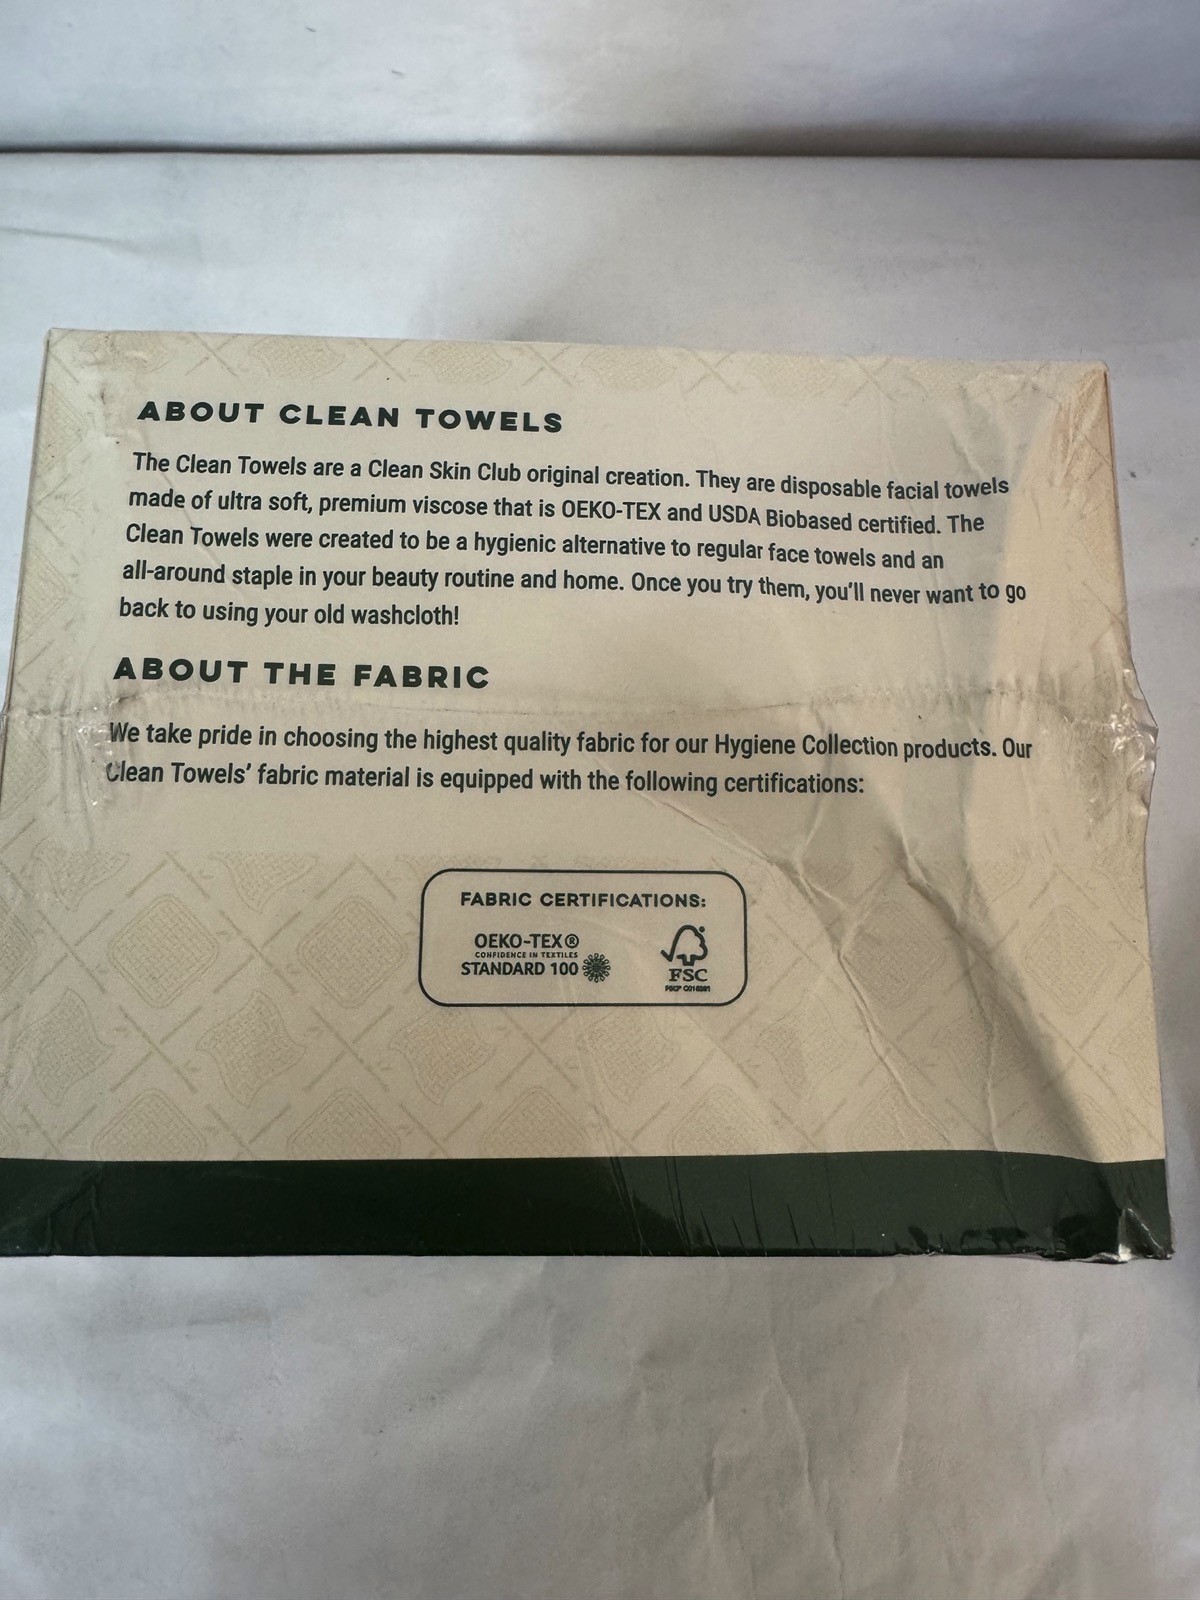 ABOUT CLEAN TOWELS
The Clean Towels are a Clean Skin Club original creation. They are disposable facial towels
made of ultra soft, premium viscose that is OEKO-TEX and USDA Biobased certified. The
Clean Towels were created to be a hygienic alternative to regular face towels and an
all-around staple in your beauty routine and home. Once you try them, you'll never want to go
back to using your old washcloth!
ABOUT THE FABRIC
We take pride in choosing the highest quality fabric for our Hygiene Collection products. Our
Clean Towels' fabric material is equipped with the following certifications:
FABRIC CERTIFICATIONS:
OEKO-TEX®
CONFIDENCE IN TEXTILES
STANDARD 100
FSC